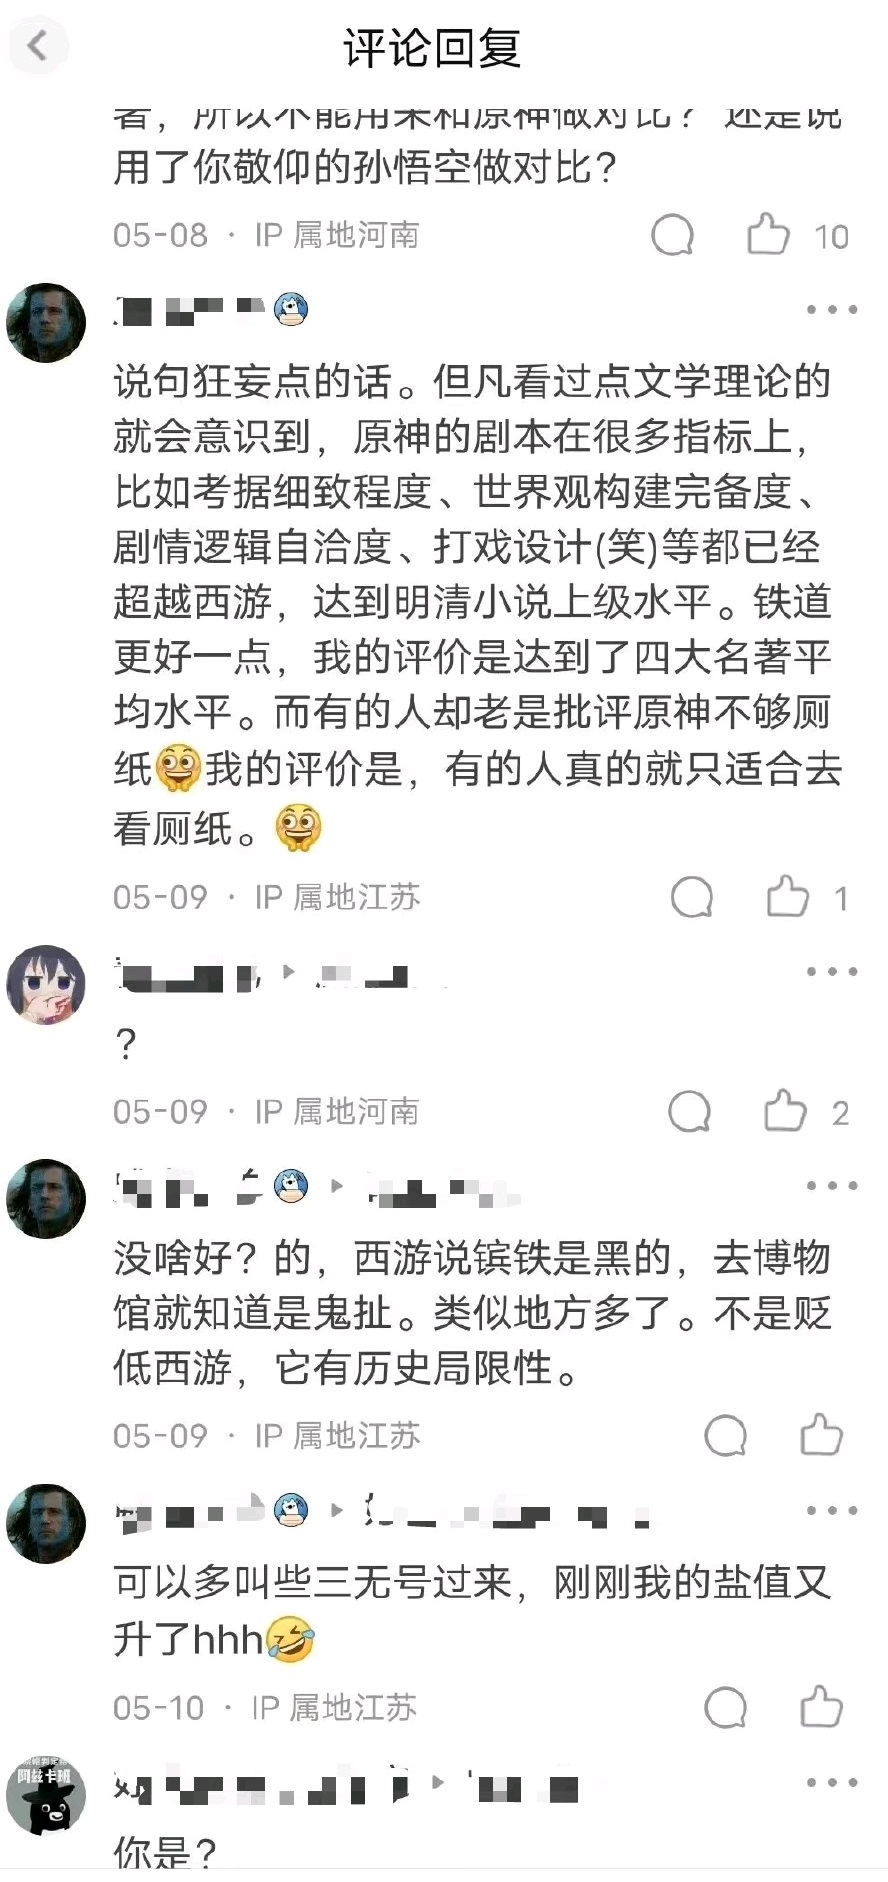 评论回复
著，所以不能用来和原神做对比？还是说
用了你敬仰的孙悟空做对比？
05-08 · IP 属地河南
10
说句狂妄点的话。但凡看过点文学理论的
就会意识到，原神的剧本在很多指标上，
比如考据细致程度、世界观构建完备度、
剧情逻辑自洽度、打戏设计(笑)等都已经
超越西游，达到明清小说上级水平。铁道
更好一点，我的评价是达到了四大名著平
均水平。而有的人却老是批评原神不够厕
纸我的评价是，有的人真的就只适合去
看厕纸。
05-09 · IP 属地江苏
1
?
05-09 · IP 属地河南
2
没啥好？的，西游说镔铁是黑的，去博物
馆就知道是鬼扯。类似地方多了。不是贬
低西游，它有历史局限性。
05-09 · IP 属地江苏
可以多叫些三无号过来，刚刚我的盐值又
升了hhh
05-10 · IP 属地江苏
阿兹卡班
你是？